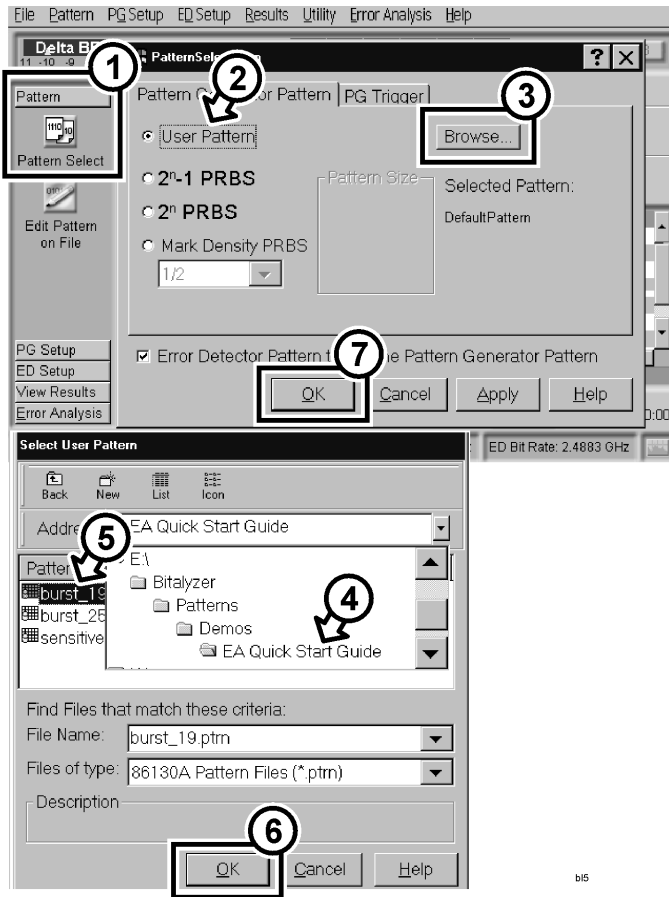 File Pattern PG Setup ED Setup Results Utility Error Analysis Help
Delta
11 -10 -9
1
2
3
?
X
Pattern
Pattern | PG Trigger
Pattern Select
User Pattern
Browse...
2ⁿ-1 PRBS
Pattern Size
Selected Pattern:
2ⁿ PRBS
DefaultPattern
Edit Pattern
on File
Mark Density PRBS
1/2
7
PG Setup
Error Detector Pattern the Pattern Generator Pattern
ED Setup
View Results
OK Cancel Apply Help
Error Analysis
Select User Pattern
ED Bit Rate: 2.4883 GHz
Back New List Icon
5
EA Quick Start Guide
E:\
burst_19
Bitalyzer
4
Patterns
sensitive
Demos
EA Quick Start Guide
Find Files that match these criteria:
File Name: burst_19.ptrn
Files of type: 86130A Pattern Files (*.ptrn)
Description
6
OK Cancel Help